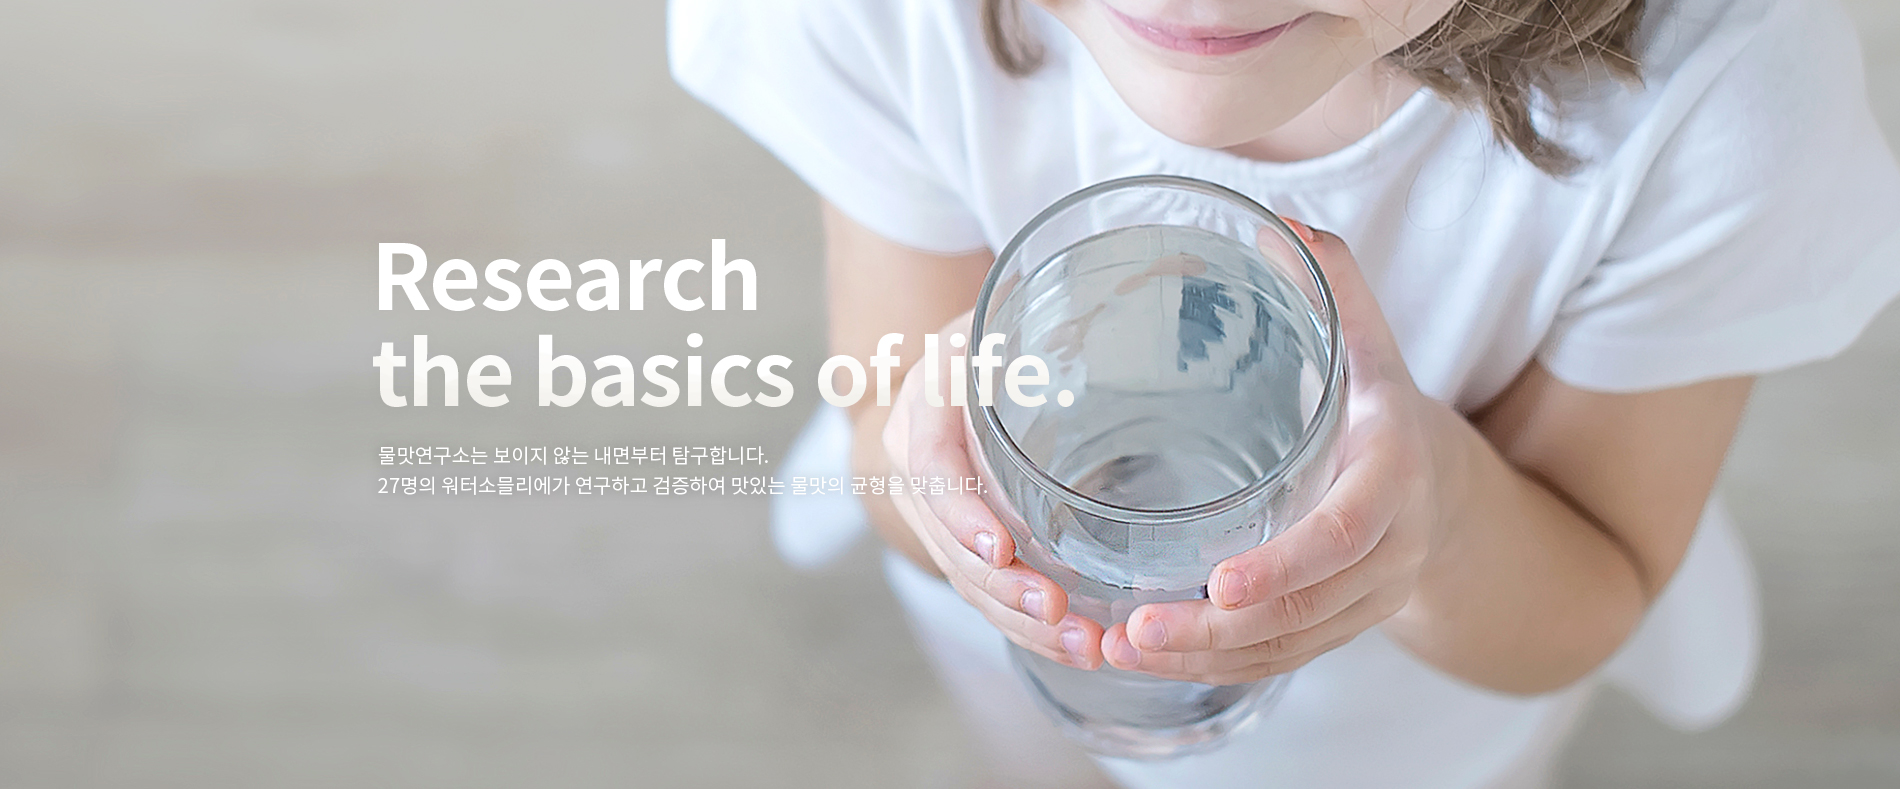 Research
the basics of life.
물맛연구소는 보이지 않는 내면부터 탐구합니다.
27명의 워터소믈리에가 연구하고 검증하여 맛있는 물맛의 균형을 맞춥니다.